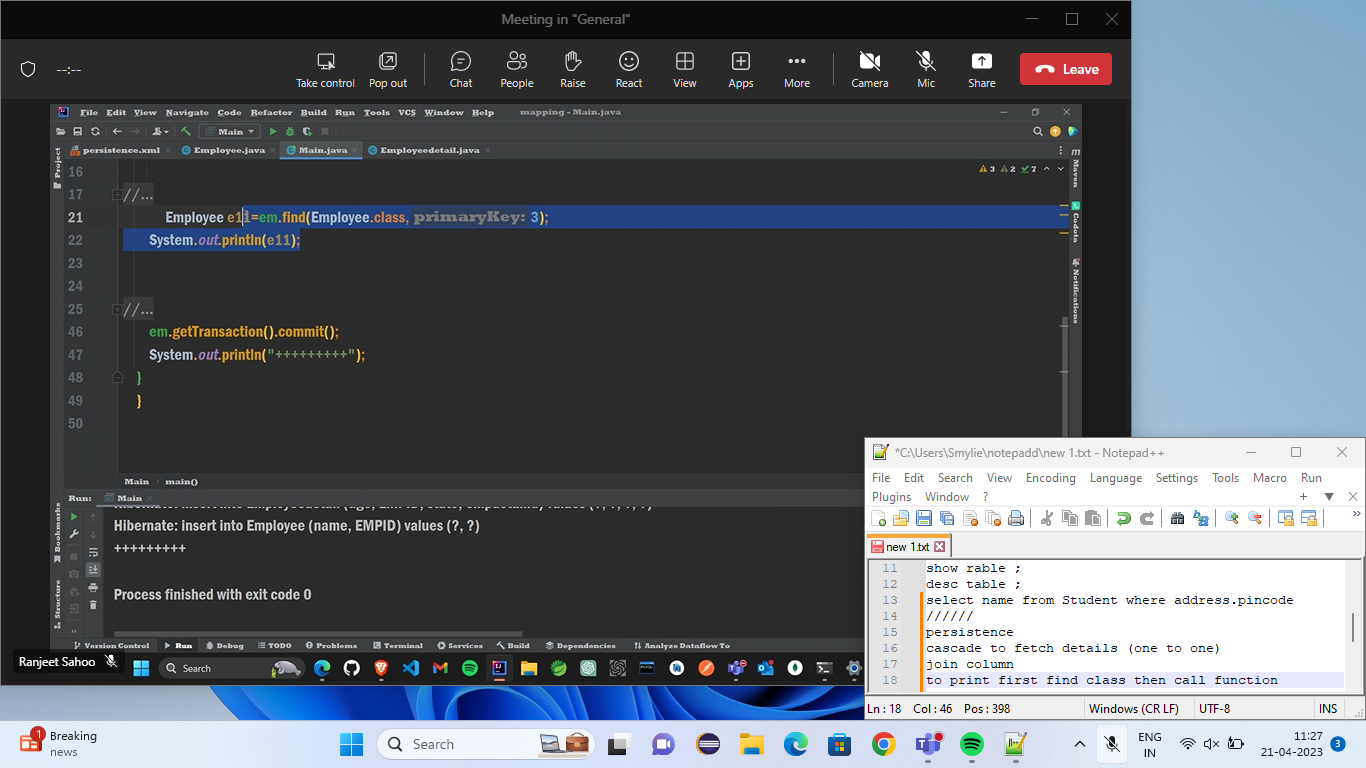 Meeting in "General"
--:--
Take control Pop out Chat People Raise React View Apps More Camera Mic Share Leave
File Edit View Navigate Code Refactor Build Run Tools VCS Window Help mapping - Main.java
Main
persistence.xml Employee.java Main.java Employeedetail.java
Project
Maven
Codota
Notifications
3 2 7
16
17 //...
21 Employee e11=em.find(Employee.class, primaryKey: 3);
22 System.out.println(e11);
23
24
25 //...
46 em.getTransaction().commit();
47 System.out.println("+++++++++");
48 }
49 }
50
Main main()
Run: Main
Bookmarks
Structure
Hibernate: insert into Employee (name, EMPID) values (?, ?)
+++++++++
Process finished with exit code 0
Version Control Run Debug TODO Problems Terminal Services Build Dependencies Analyze Dataflow To
Ranjeet Sahoo
Search
*C:\Users\Smylie\notepadd\new 1.txt - Notepad++
File Edit Search View Encoding Language Settings Tools Macro Run
Plugins Window ?
new 1.txt
11 show rable ;
12 desc table ;
13 select name from Student where address.pincode
14 //////
15 persistence
16 cascade to fetch details (one to one)
17 join column
18 to print first find class then call function
Ln : 18 Col : 46 Pos : 398 Windows (CR LF) UTF-8 INS
1
Breaking
news
Search
ENG
IN
11:27
21-04-2023
3